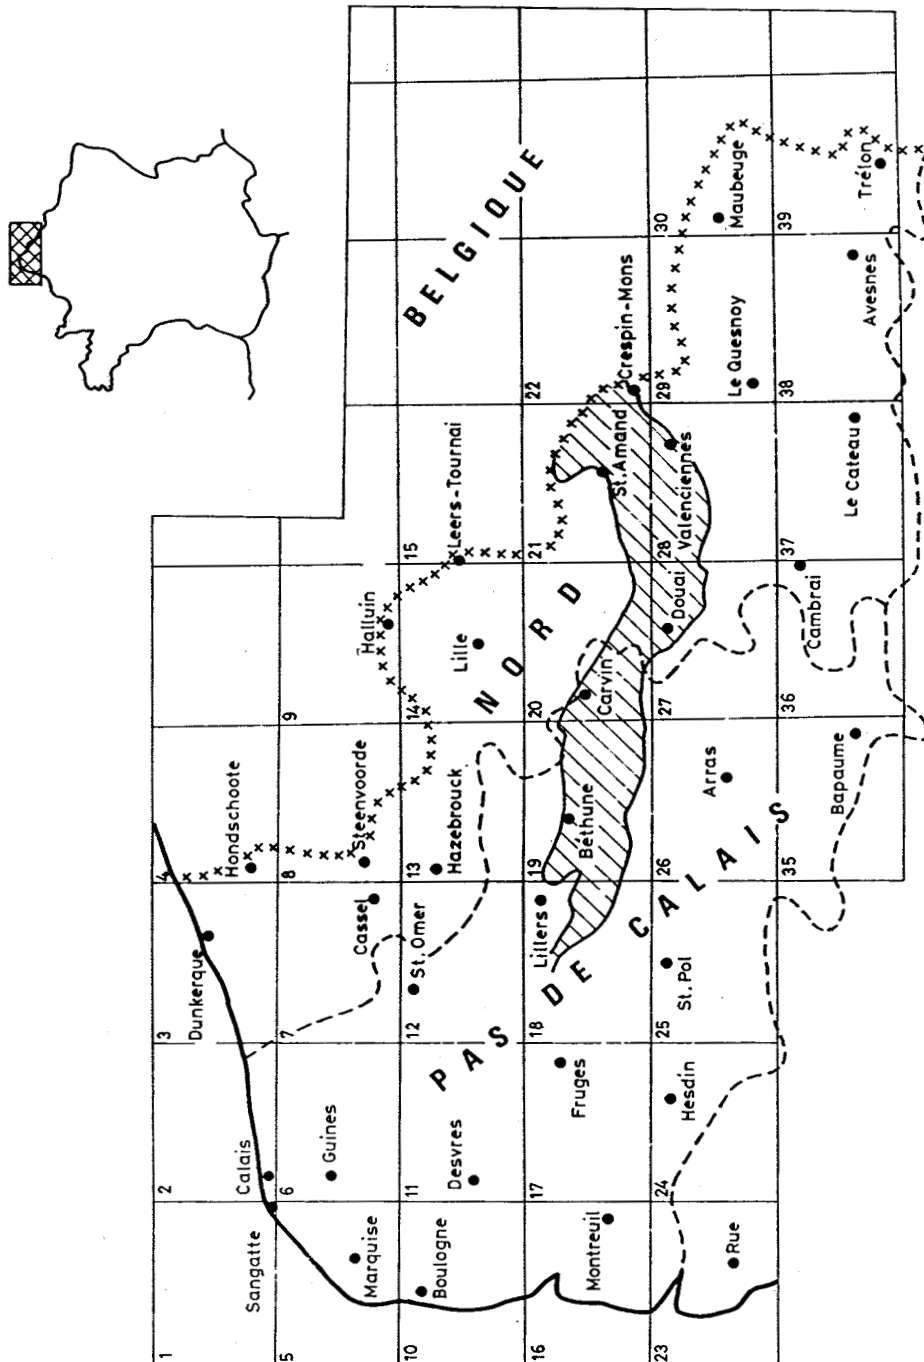 1
2
3
4
Dunkerque
Hondschoote
Sangatte
Calais
5
6
7
8
9
Guines
Marquise
Cassel
Steenvoorde
Halluin
10
11
12
13
14
15
Boulogne
St.Omer
Hazebrouck
Desvres
Lille
Leers-Tournai
BELGIQUE
NORD
PAS DE CALAIS
16
17
18
19
20
21
22
Lillers
Fruges
Béthune
Montreuil
Carvin
St.Amand
Crespin-Mons
23
24
25
26
27
28
29
30
Hesdin
St.Pol
Douai
Valenciennes
Rue
Arras
Le Quesnoy
Maubeuge
35
36
37
38
39
Cambrai
Bapaume
Le Cateau
Avesnes
Trélon